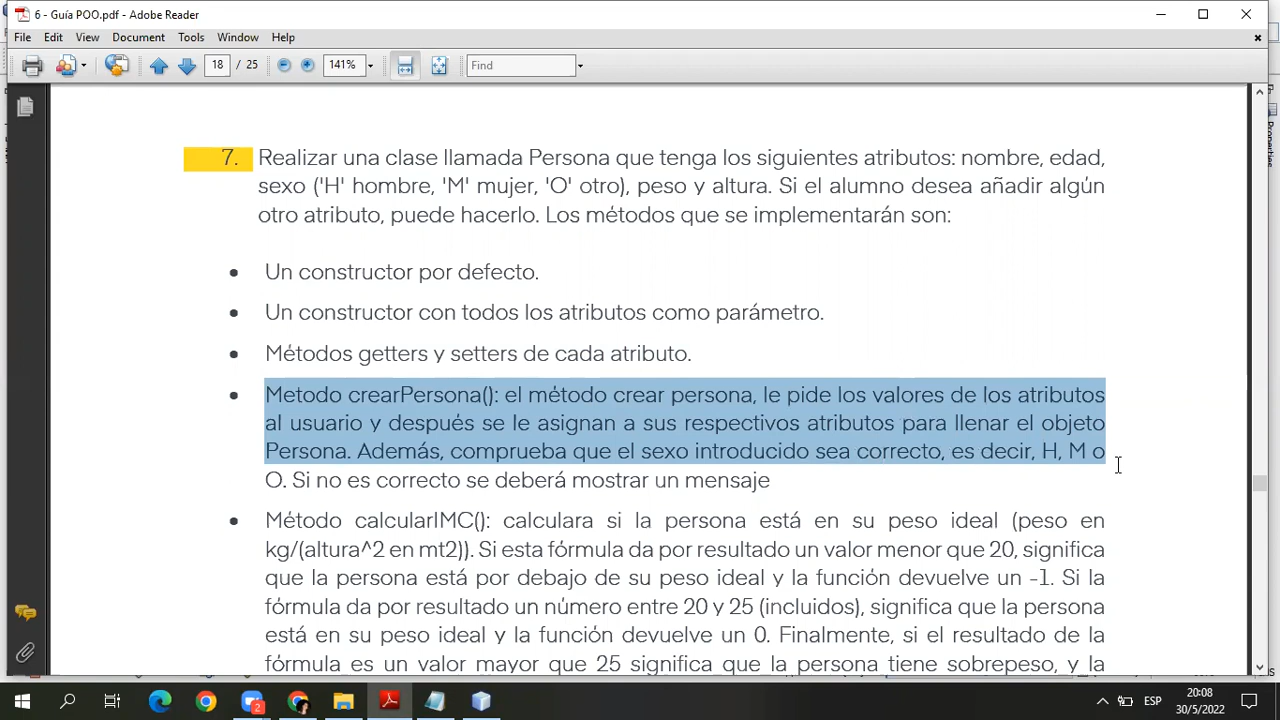 6 - Guía POO.pdf - Adobe Reader
File Edit View Document Tools Window Help
18 / 25 141% Find
7. Realizar una clase llamada Persona que tenga los siguientes atributos: nombre, edad,
sexo ('H' hombre, 'M' mujer, 'O' otro), peso y altura. Si el alumno desea añadir algún
otro atributo, puede hacerlo. Los métodos que se implementarán son:
• Un constructor por defecto.
• Un constructor con todos los atributos como parámetro.
• Métodos getters y setters de cada atributo.
• Metodo crearPersona(): el método crear persona, le pide los valores de los atributos
al usuario y después se le asignan a sus respectivos atributos para llenar el objeto
Persona. Además, comprueba que el sexo introducido sea correcto, es decir, H, M o
O. Si no es correcto se deberá mostrar un mensaje
• Método calcularIMC(): calculara si la persona está en su peso ideal (peso en
kg/(altura^2 en mt2)). Si esta fórmula da por resultado un valor menor que 20, significa
que la persona está por debajo de su peso ideal y la función devuelve un -1. Si la
fórmula da por resultado un número entre 20 y 25 (incluidos), significa que la persona
está en su peso ideal y la función devuelve un 0. Finalmente, si el resultado de la
fórmula es un valor mayor que 25 significa que la persona tiene sobrepeso, y la
2
ESP
20:08
30/5/2022